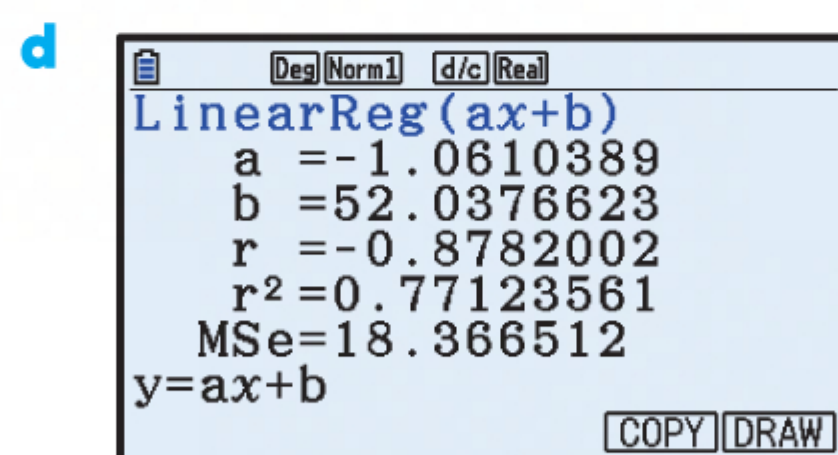 d
Deg Norm1 d/c Real
LinearReg(ax+b)
a =-1.0610389
b =52.0376623
r =-0.8782002
r²=0.77123561
MSe=18.366512
y=ax+b
COPY DRAW